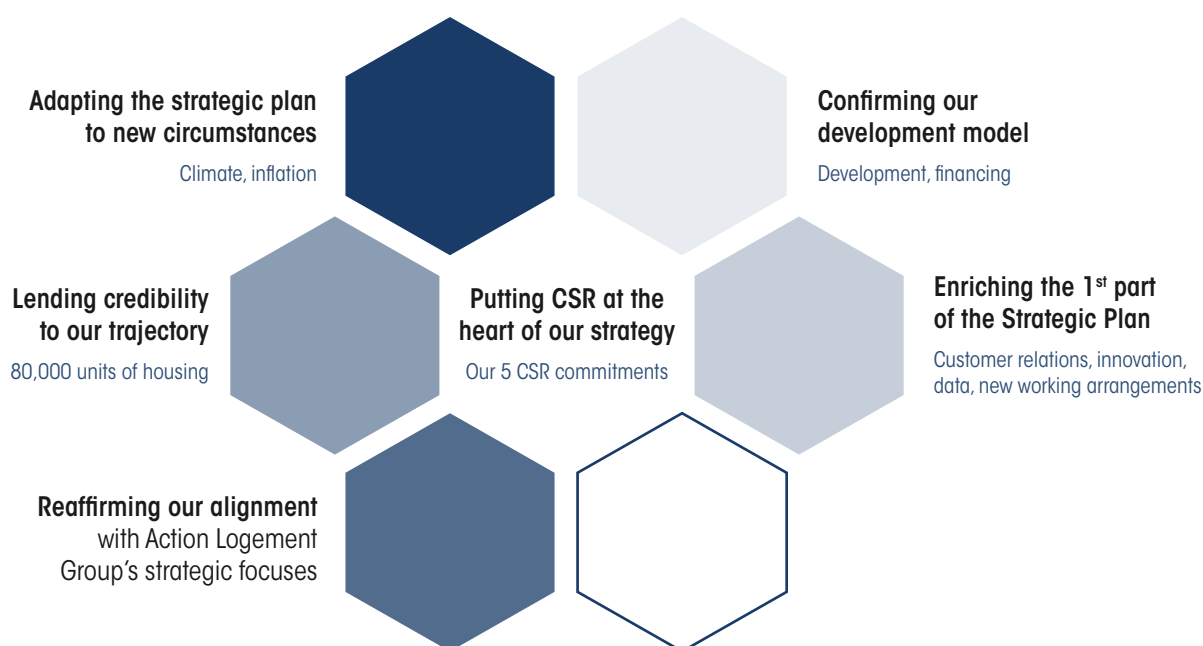 Adapting the strategic plan
to new circumstances
Climate, inflation
Confirming our
development model
Development, financing
Lending credibility
to our trajectory
80,000 units of housing
Putting CSR at the
heart of our strategy
Our 5 CSR commitments
Enriching the 1st part
of the Strategic Plan
Customer relations, innovation,
data, new working arrangements
Reaffirming our alignment
with Action Logement
Group’s strategic focuses